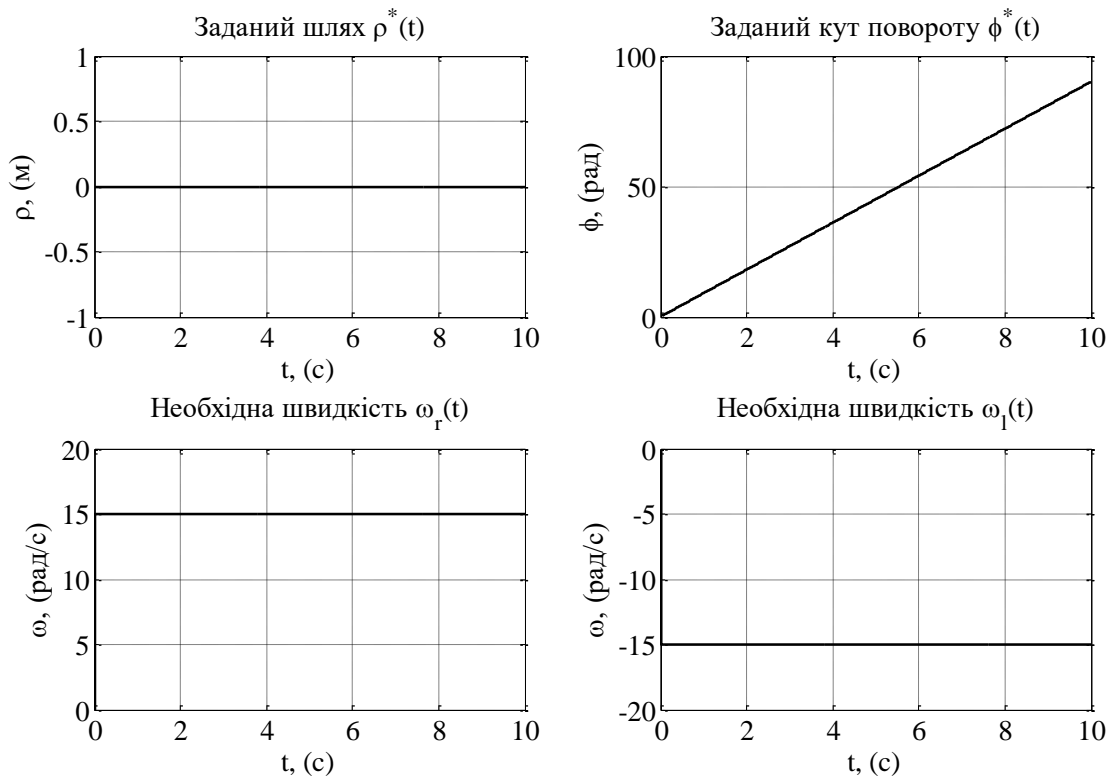 Заданий шлях ρ*(t)
1
0.5
0
-0.5
-1
ρ, (м)
0 2 4 6 8 10
t, (с)
Заданий кут повороту ϕ*(t)
100
50
0
ϕ, (рад)
0 2 4 6 8 10
t, (с)
Необхідна швидкість ω_r(t)
20
15
10
5
0
ω, (рад/с)
0 2 4 6 8 10
t, (с)
Необхідна швидкість ω_l(t)
0
-5
-10
-15
-20
ω, (рад/с)
0 2 4 6 8 10
t, (с)